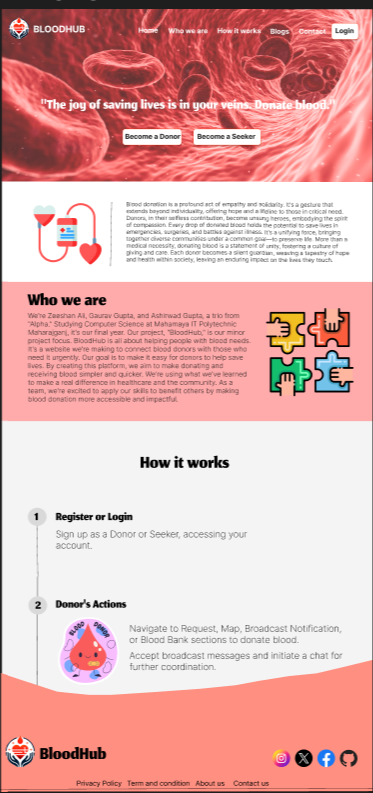 BLOODHUB
Home Who we are How it works Blogs Contact Login
"The joy of saving lives is in your veins. Donate blood."
Become a Donor Become a Seeker
Blood donation is a profound act of empathy and solidarity. It's a gesture that
extends beyond individuality, offering hope and a lifeline to those in critical need.
Donors, in their selfless contribution, become unsung heroes, embodying the spirit
of compassion. Every drop of donated blood holds the potential to save lives in
emergencies, surgeries, and battles against illness. It's a unifying force, bringing
together diverse communities under a common goal—to preserve life. More than a
medical necessity, donating blood is a statement of unity, fostering a culture of
giving and care. Each donor becomes a silent guardian, weaving a tapestry of hope
and health within society, leaving an enduring impact on the lives they touch.
Who we are
We're Zeeshan Ali, Gaurav Gupta, and Ashirwad Gupta, a trio from
"Alpha." Studying Computer Science at Mahamaya IT Polytechnic
Maharajganj, it's our final year. Our project, "BloodHub," is our minor
project focus. BloodHub is all about helping people with blood needs.
It's a website we're making to connect blood donors with those who
need it urgently. Our goal is to make it easy for donors to help save
lives. By creating this platform, we aim to make donating and
receiving blood simpler and quicker. We're using what we've learned
to make a real difference in healthcare and the community. As a
team, we're excited to apply our skills to benefit others by making
blood donation more accessible and impactful.
How it works
1 Register or Login
Sign up as a Donor or Seeker, accessing your
account.
2 Donor's Actions
BLOOD DONOR
Navigate to Request, Map, Broadcast Notification,
or Blood Bank sections to donate blood.
Accept broadcast messages and initiate a chat for
further coordination.
BloodHub
Privacy Policy Term and condition About us Contact us